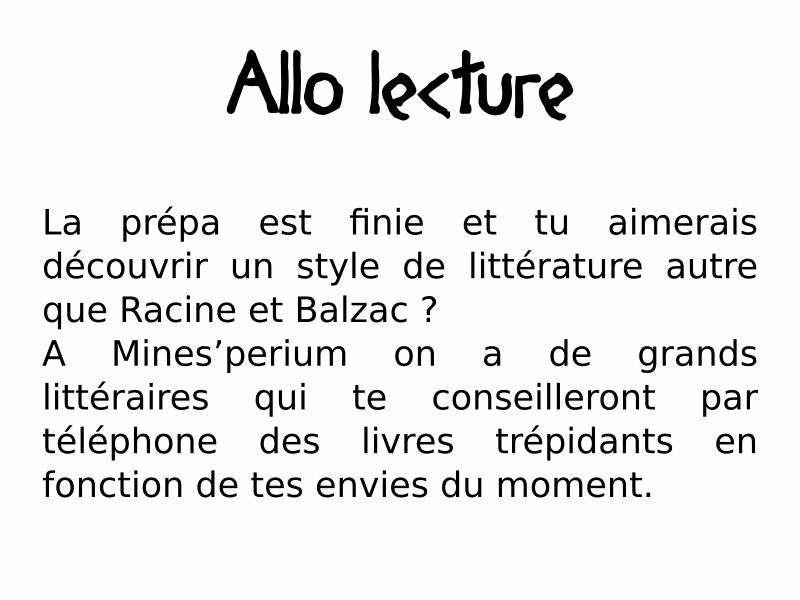 Allo lecture
La prépa est finie et tu aimerais
découvrir un style de littérature autre
que Racine et Balzac ?
A Mines’perium on a de grands
littéraires qui te conseilleront par
téléphone des livres trépidants en
fonction de tes envies du moment.